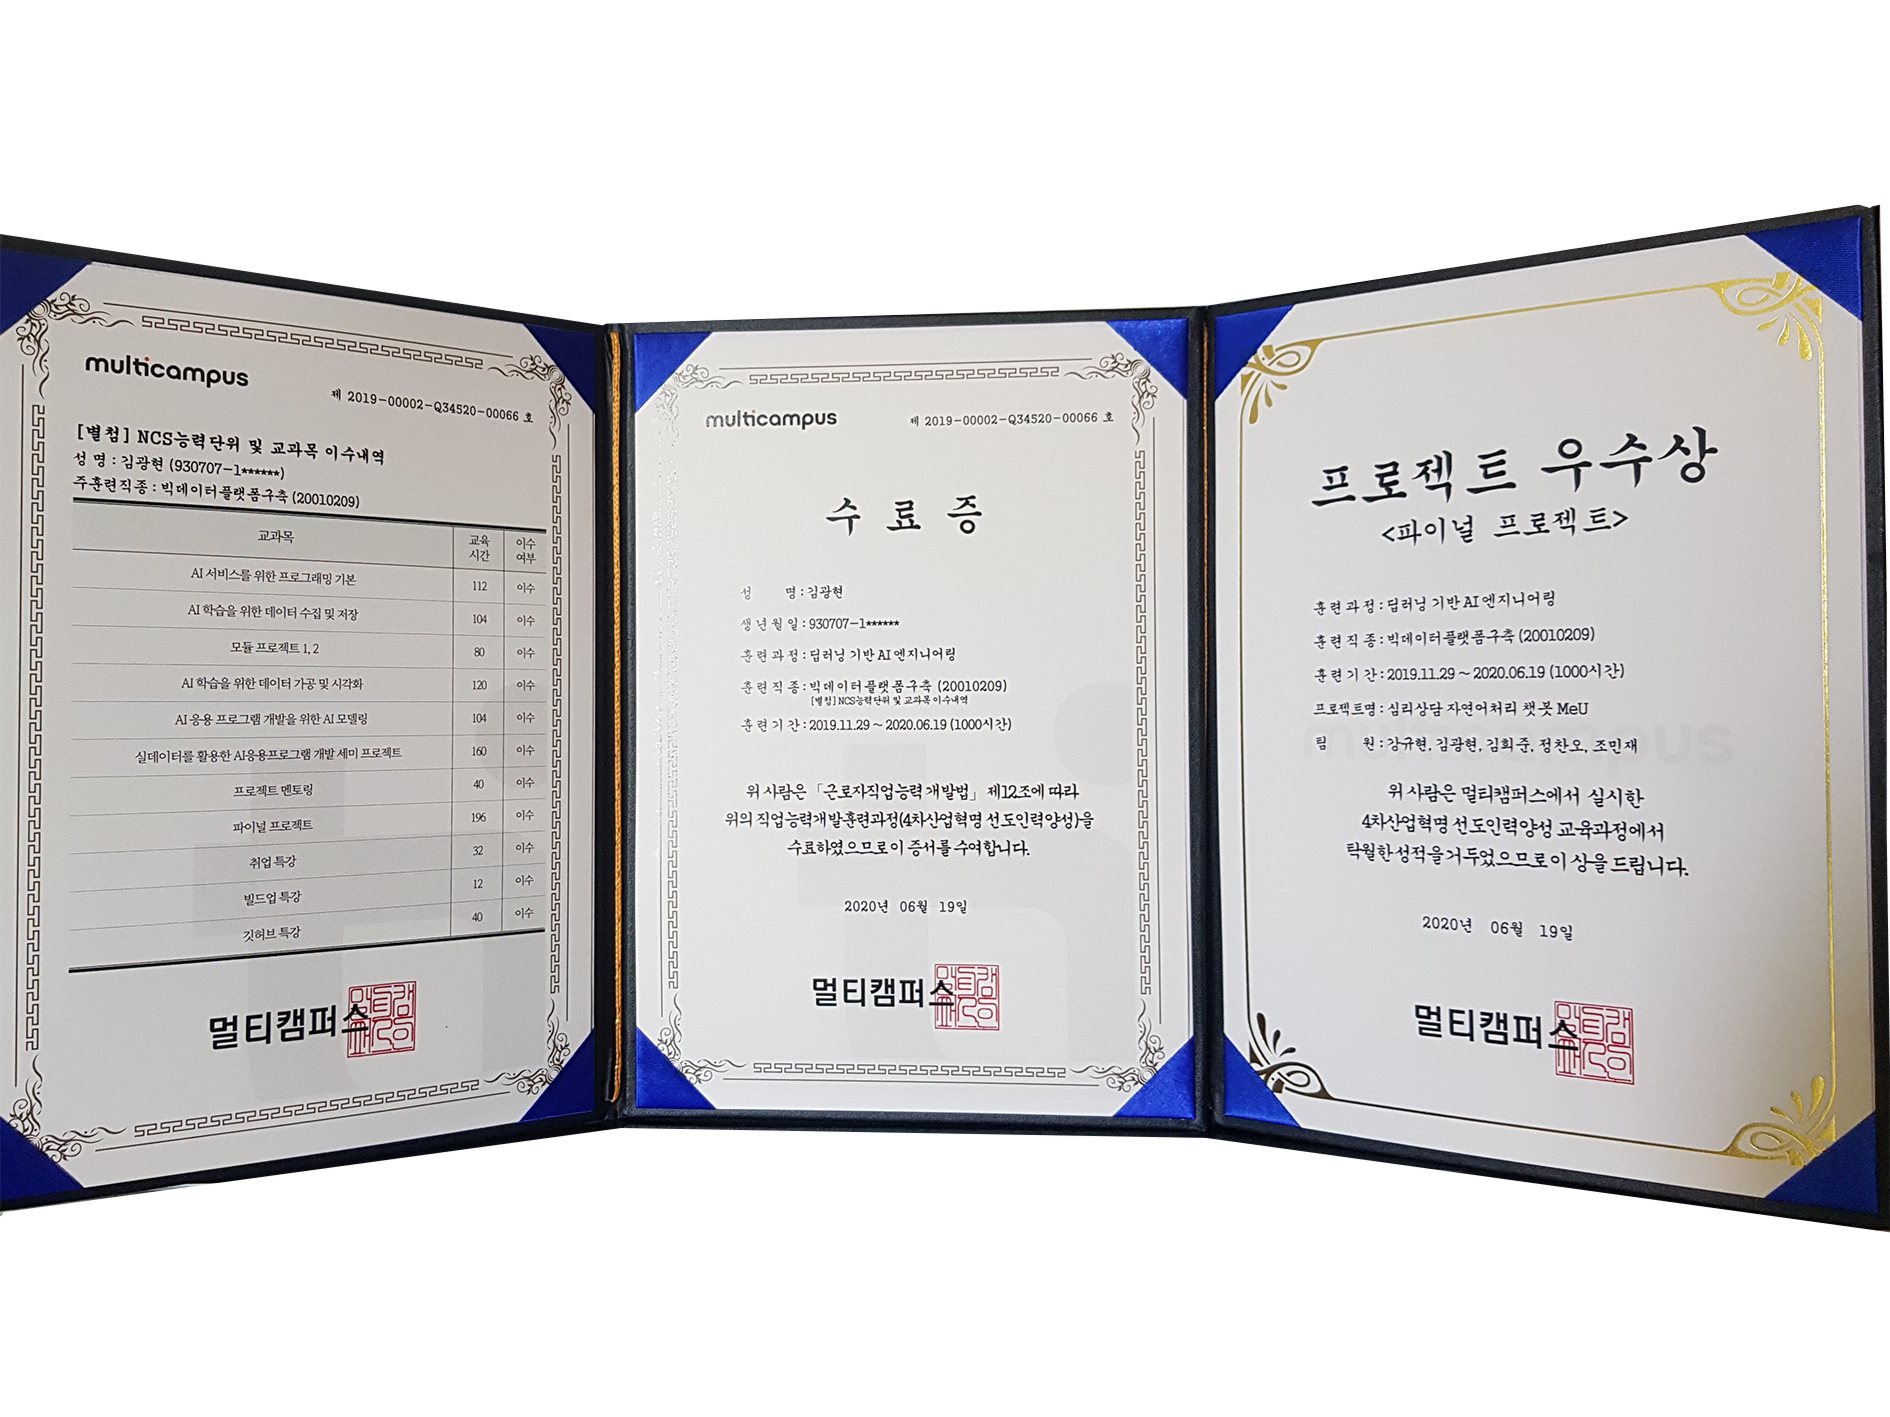 multicampus
제 2019-00002-Q34520-00066 호
[별첨] NCS능력단위 및 교과목 이수내역
성 명 : 김광현 (930707-1******)
주훈련직종 : 빅데이터플랫폼구축 (20010209)
교과목 교육시간 이수여부
AI 서비스를 위한 프로그래밍 기본 112 이수
AI 학습을 위한 데이터 수집 및 저장 104 이수
모듈 프로젝트 1, 2 80 이수
AI 학습을 위한 데이터 가공 및 시각화 120 이수
AI 응용 프로그램 개발을 위한 AI 모델링 104 이수
실데이터를 활용한 AI응용프로그램 개발 세미 프로젝트 160 이수
프로젝트 멘토링 40 이수
파이널 프로젝트 196 이수
취업 특강 32 이수
빌드업 특강 12 이수
깃허브 특강 40 이수
멀티캠퍼스
multicampus
제 2019-00002-Q34520-00066 호
수 료 증
성 명 : 김광현
생년월일 : 930707-1******
훈련과정 : 딥러닝 기반 AI 엔지니어링
훈련직종 : 빅데이터플랫폼구축 (20010209)
[별첨] NCS능력단위 및 교과목 이수내역
훈련기간 : 2019.11.29 ~ 2020.06.19 (1000시간)
위 사람은 「근로자직업능력 개발법」 제12조에 따라
위의 직업능력개발훈련과정(4차산업혁명 선도인력양성)을
수료하였으므로 이 증서를 수여합니다.
2020년 06월 19일
멀티캠퍼스
프로젝트 우수상
<파이널 프로젝트>
훈련과정 : 딥러닝 기반 AI 엔지니어링
훈련직종 : 빅데이터플랫폼구축 (20010209)
훈련기간 : 2019.11.29 ~ 2020.06.19 (1000시간)
프로젝트명 : 심리상담 자연어처리 챗봇 MeU
팀 원 : 강규현, 김광현, 김희준, 정찬오, 조민재
multicampus
위 사람은 멀티캠퍼스에서 실시한
4차산업혁명 선도인력양성 교육과정에서
탁월한 성적을 거두었으므로 이 상을 드립니다.
2020년 06월 19일
멀티캠퍼스